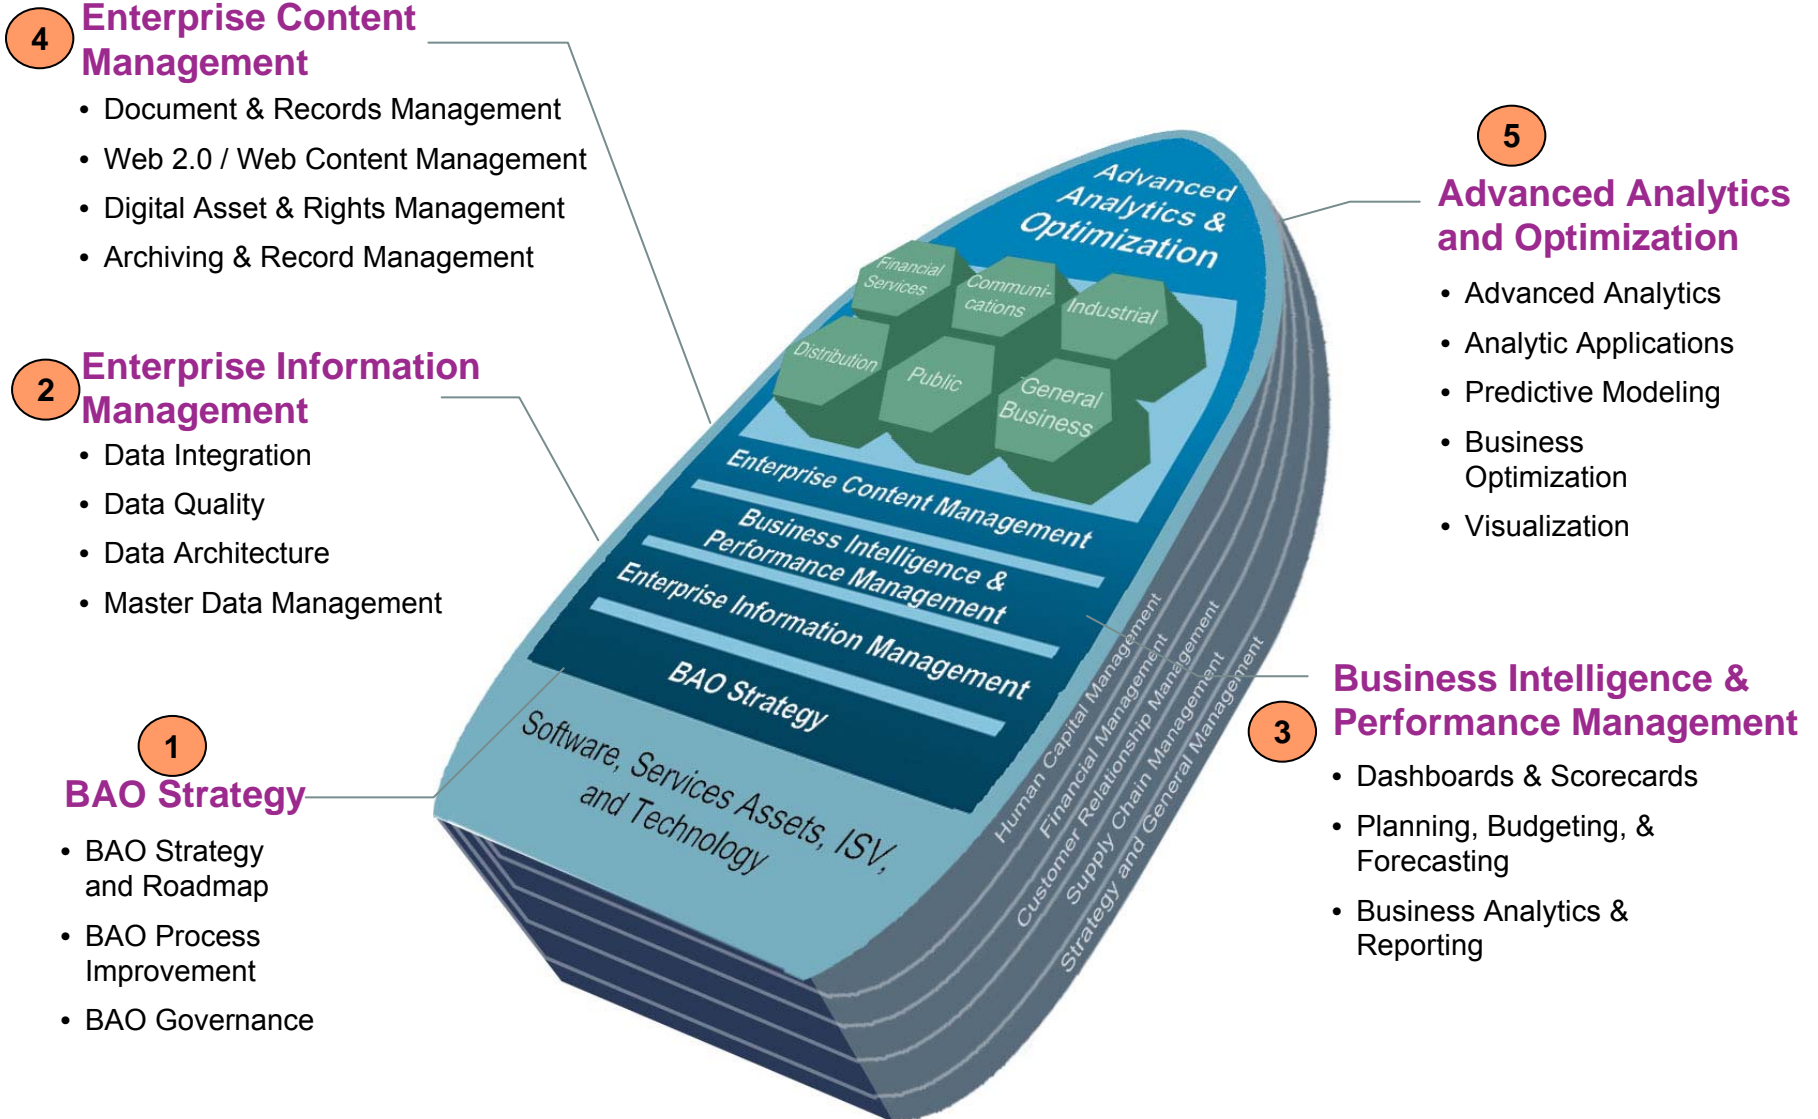 4
Enterprise Content
Management
• Document & Records Management
• Web 2.0 / Web Content Management
• Digital Asset & Rights Management
• Archiving & Record Management
2
Enterprise Information
Management
• Data Integration
• Data Quality
• Data Architecture
• Master Data Management
1
BAO Strategy
• BAO Strategy
and Roadmap
• BAO Process
Improvement
• BAO Governance
Advanced
Analytics &
Optimization
Financial
Services
Communi-
cations
Industrial
Distribution
Public
General
Business
Enterprise Content Management
Business Intelligence &
Performance Management
Enterprise Information Management
BAO Strategy
Software, Services Assets, ISV,
and Technology
Human Capital Management
Financial Management
Customer Relationship Management
Supply Chain Management
Strategy and General Management
5
Advanced Analytics
and Optimization
• Advanced Analytics
• Analytic Applications
• Predictive Modeling
• Business
Optimization
• Visualization
3
Business Intelligence &
Performance Management
• Dashboards & Scorecards
• Planning, Budgeting, &
Forecasting
• Business Analytics &
Reporting